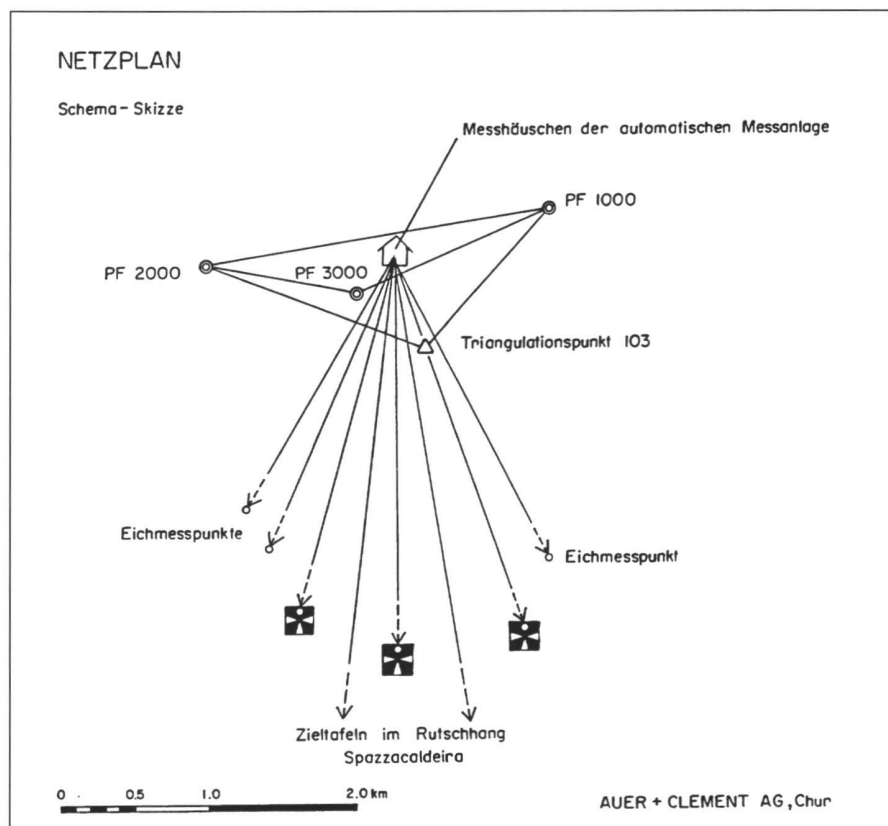 NETZPLAN
Schema-Skizze
Messhäuschen der automatischen Messanlage
PF 1000
PF 2000
PF 3000
Triangulationspunkt 103
Eichmesspunkte
Eichmesspunkt
Zieltafeln im Rutschhang
Spazzacaldeira
0 0.5 1.0 2.0 km
AUER + CLEMENT AG, Chur